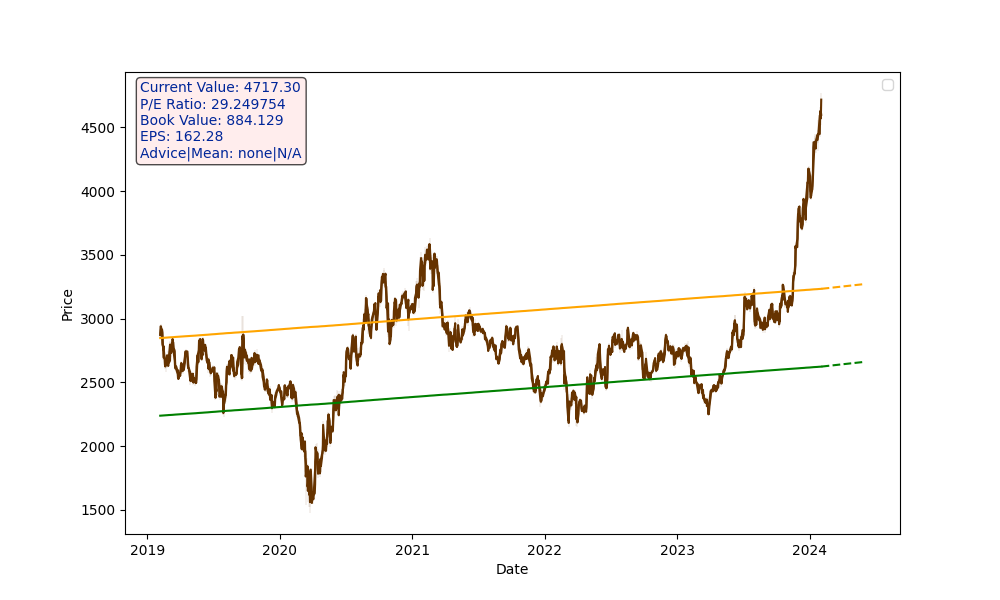 Current Value: 4717.30
P/E Ratio: 29.249754
Book Value: 884.129
EPS: 162.28
Advice|Mean: none|N/A
4500
4000
3500
3000
2500
2000
1500
Price
2019 2020 2021 2022 2023 2024
Date